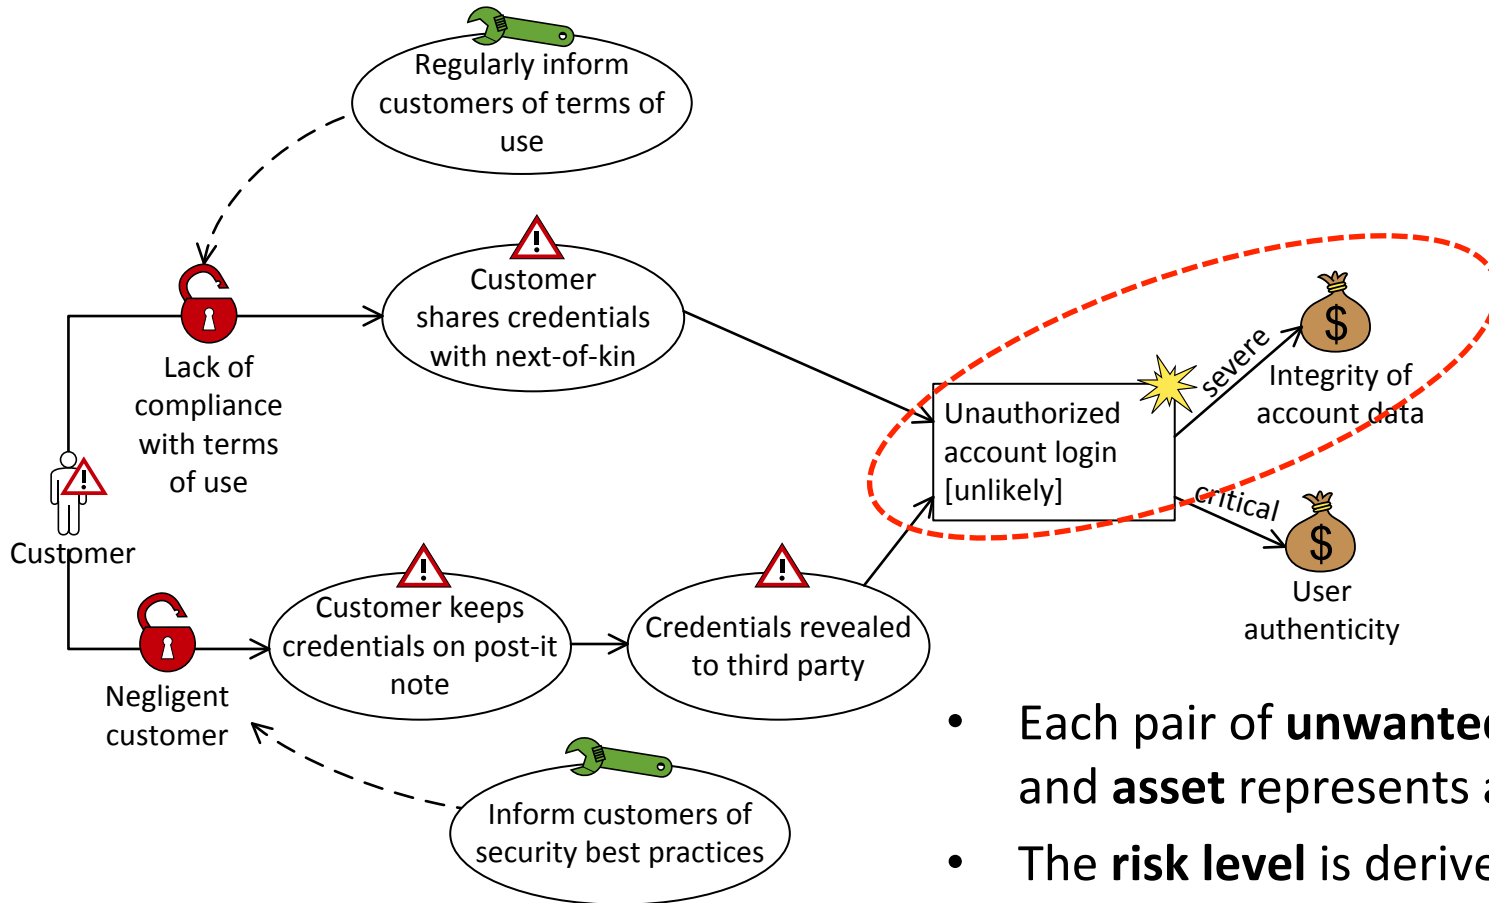 Regularly inform
customers of terms of
use
Customer
shares credentials
with next-of-kin
Lack of
compliance
with terms
of use
Customer
Unauthorized
account login
[unlikely]
severe
$
Integrity of
account data
critical
$
User
authenticity
Negligent
customer
Customer keeps
credentials on post-it
note
Credentials revealed
to third party
Inform customers of
security best practices
• Each pair of unwanted
and asset represents a
• The risk level is derive